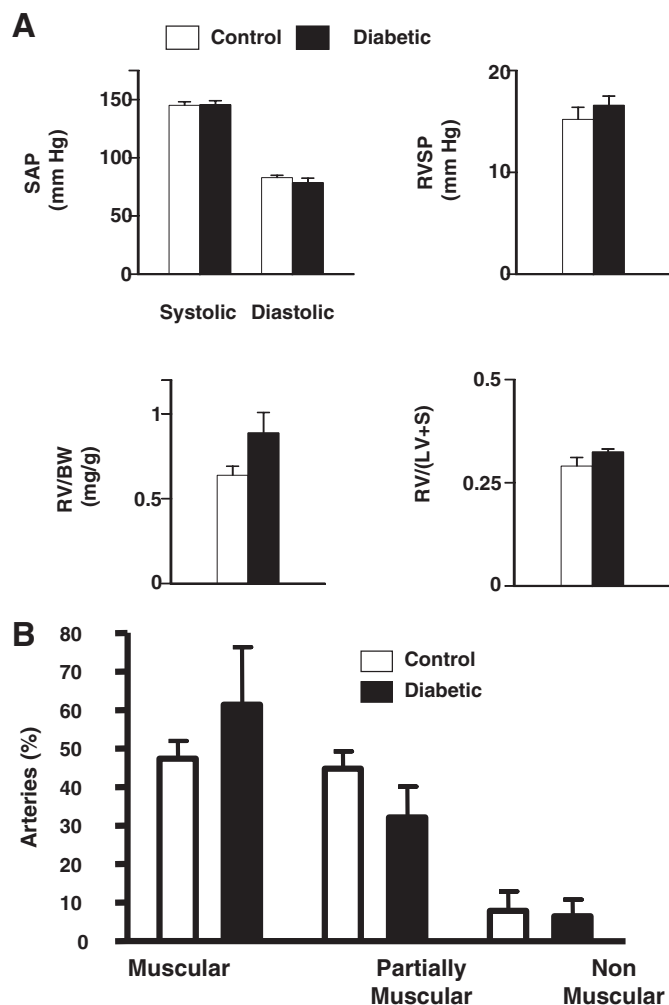 A
Control Diabetic
SAP
(mm Hg)
150
100
50
0
Systolic Diastolic
RVSP
(mm Hg)
20
10
0
RV/BW
(mg/g)
1
0.5
0
RV/(LV+S)
0.5
0.25
0
B
Control
Diabetic
Arteries (%)
80
70
60
50
40
30
20
10
0
Muscular
Partially
Muscular
Non
Muscular